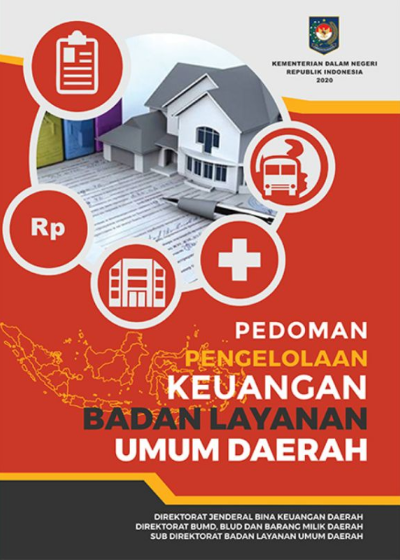 KEMENTERIAN DALAM NEGERI
REPUBLIK INDONESIA
2020
Rp
PEDOMAN
PENGELOLAAN
KEUANGAN
BADAN LAYANAN
UMUM DAERAH
DIREKTORAT JENDERAL BINA KEUANGAN DAERAH
DIREKTORAT BUMD, BLUD DAN BARANG MILIK DAERAH
SUB DIREKTORAT BADAN LAYANAN UMUM DAERAH